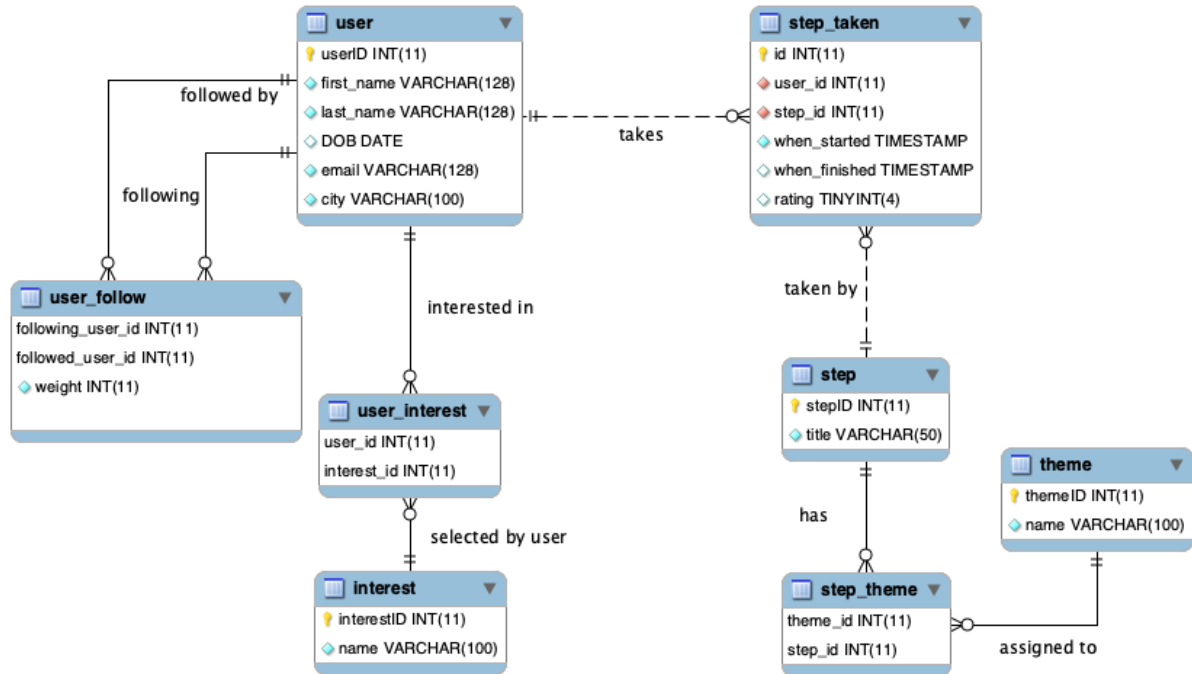 user
userID INT(11)
first_name VARCHAR(128)
last_name VARCHAR(128)
DOB DATE
email VARCHAR(128)
city VARCHAR(100)
step_taken
id INT(11)
user_id INT(11)
step_id INT(11)
when_started TIMESTAMP
when_finished TIMESTAMP
rating TINYINT(4)
followed by
following
takes
user_follow
following_user_id INT(11)
followed_user_id INT(11)
weight INT(11)
interested in
taken by
user_interest
user_id INT(11)
interest_id INT(11)
step
stepID INT(11)
title VARCHAR(50)
theme
themeID INT(11)
name VARCHAR(100)
selected by user
has
interest
interestID INT(11)
name VARCHAR(100)
step_theme
theme_id INT(11)
step_id INT(11)
assigned to